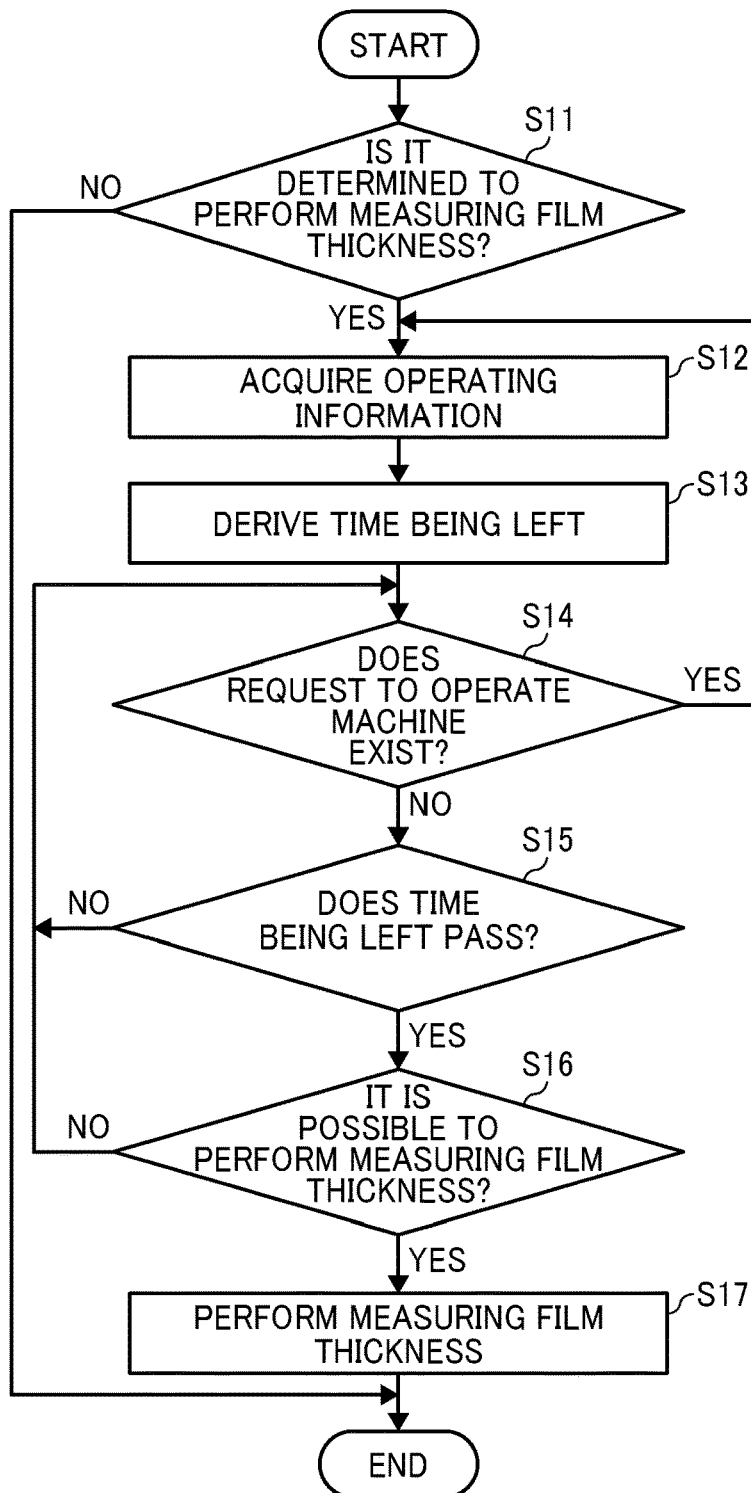 START
S11
IS IT
DETERMINED TO
PERFORM MEASURING FILM
THICKNESS?
NO
YES
S12
ACQUIRE OPERATING
INFORMATION
S13
DERIVE TIME BEING LEFT
S14
DOES
REQUEST TO OPERATE
MACHINE
EXIST?
YES
NO
S15
DOES TIME
BEING LEFT PASS?
NO
YES
S16
IT IS
POSSIBLE TO
PERFORM MEASURING FILM
THICKNESS?
NO
YES
S17
PERFORM MEASURING FILM
THICKNESS
END